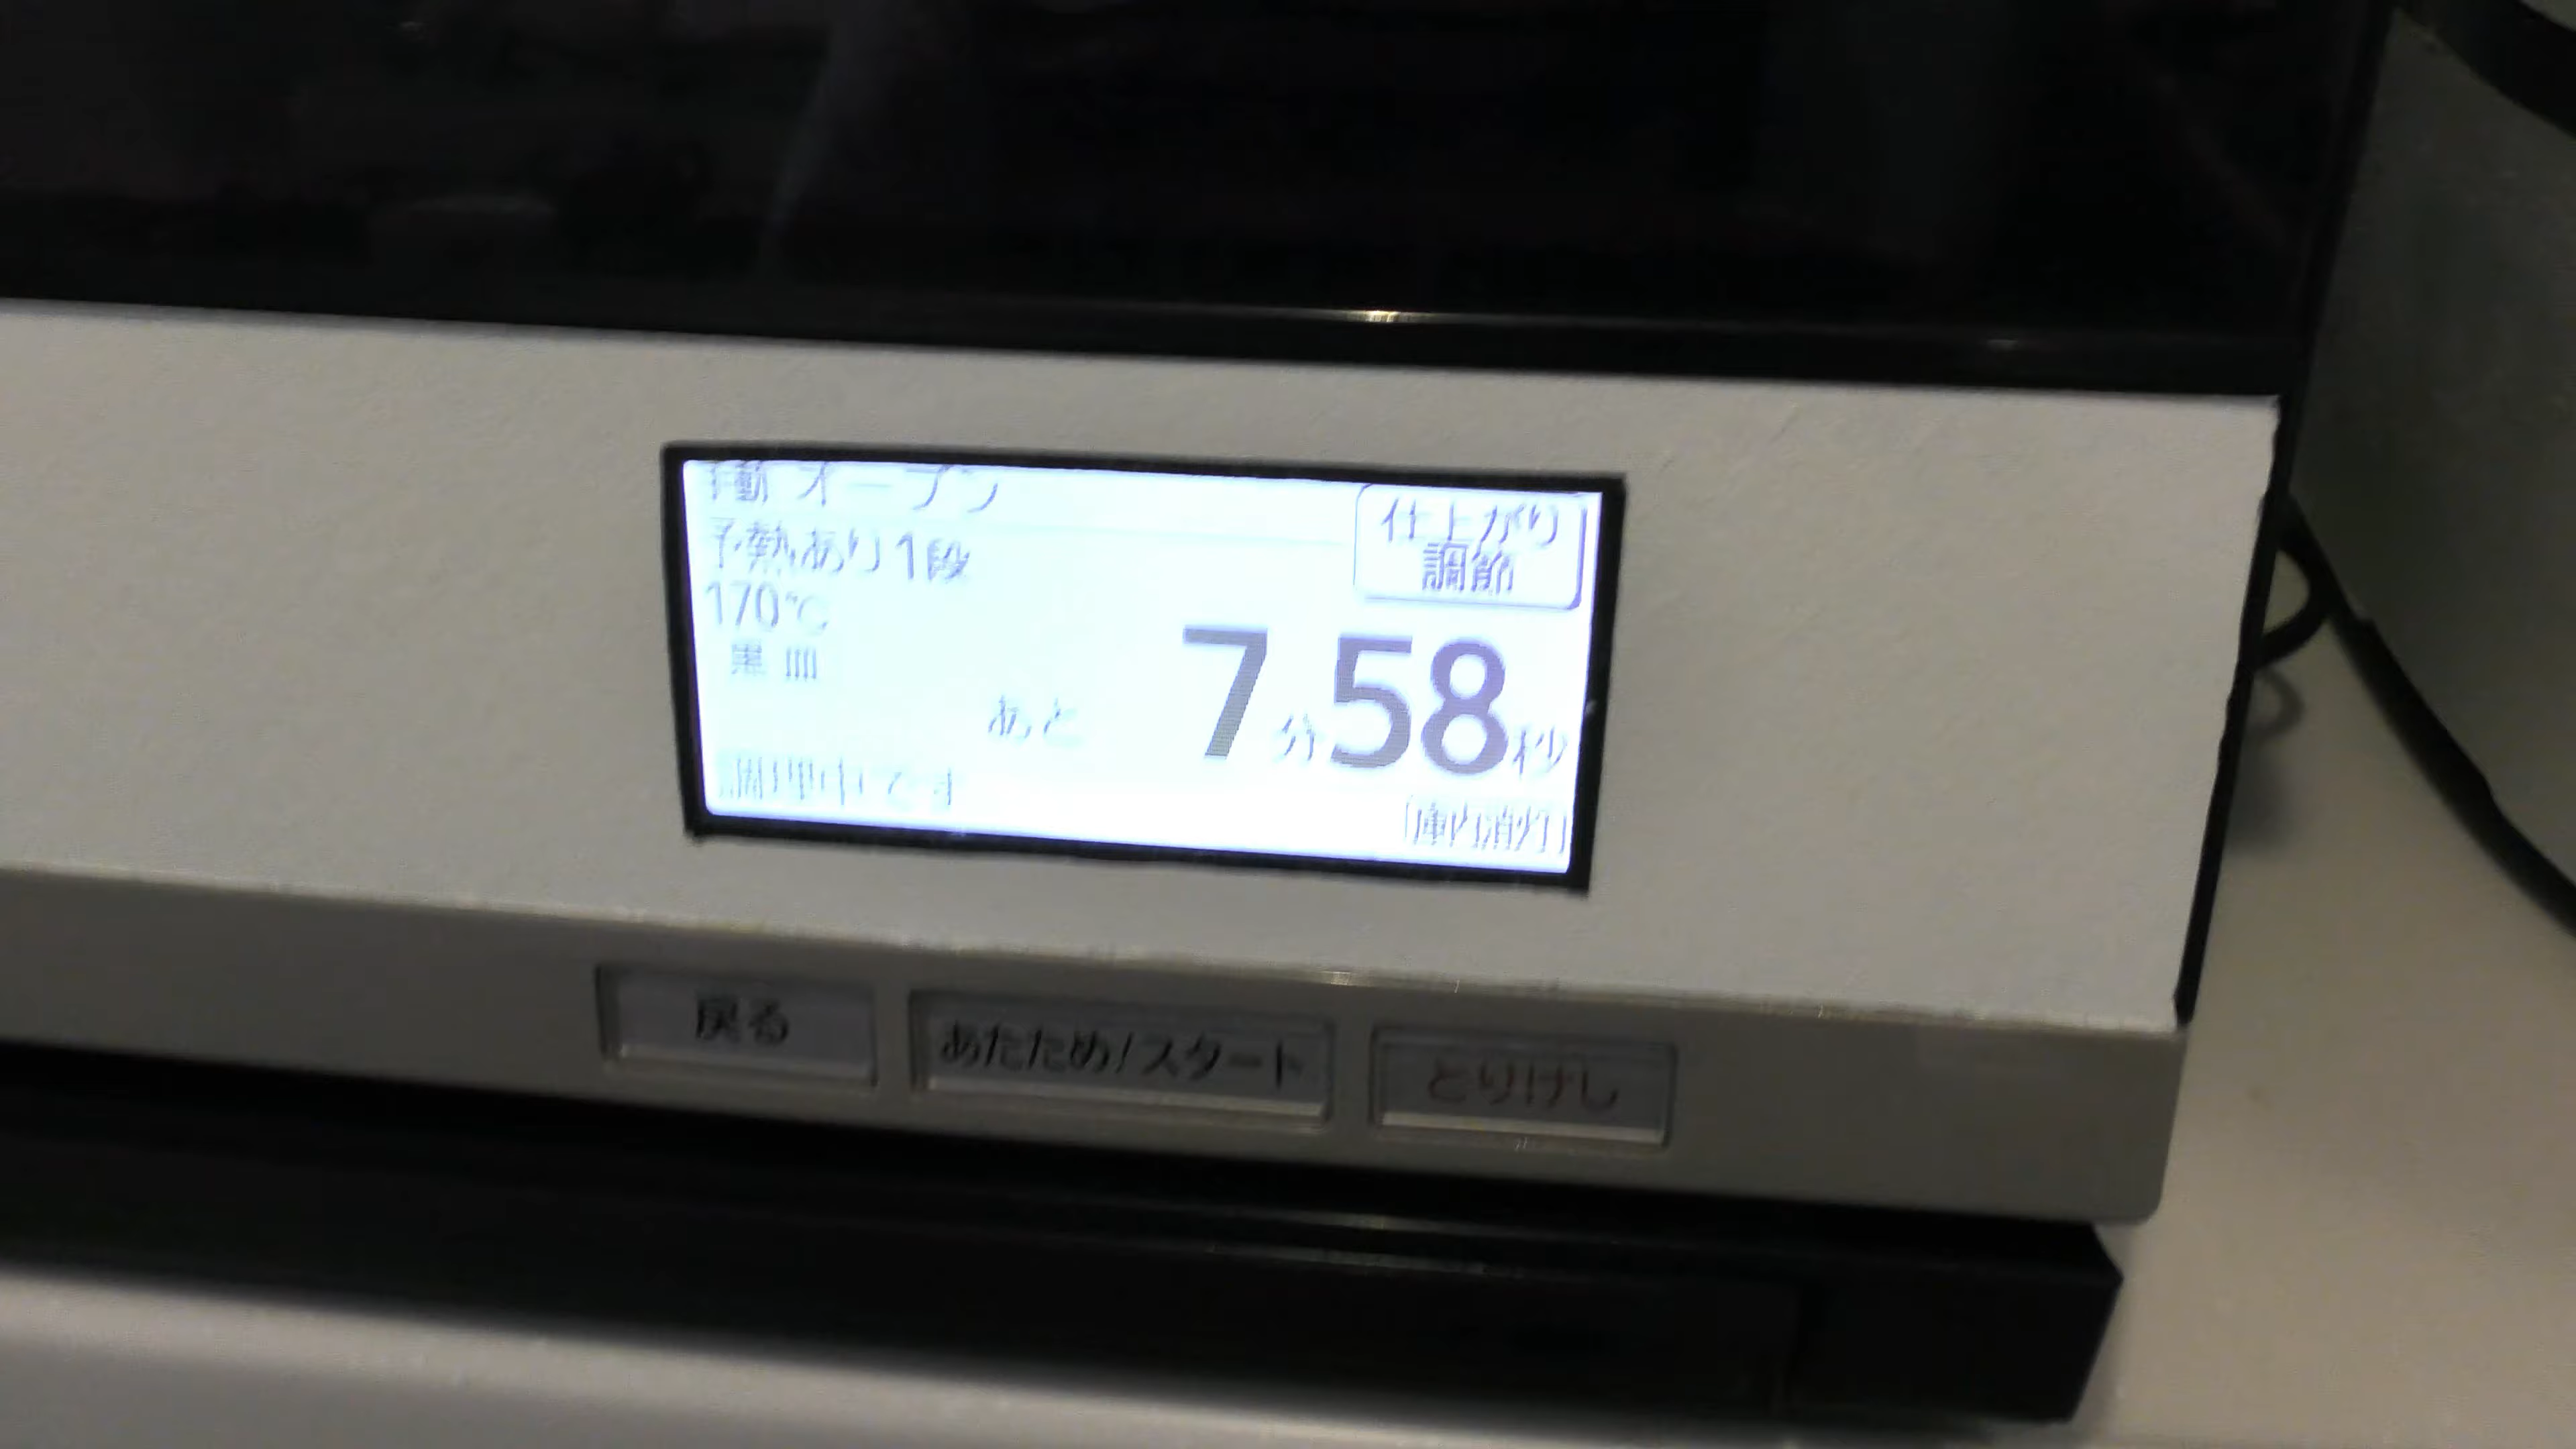 オーブン
予熱あり 1段
仕上がり
調節
170℃
黒皿
あと 7分58秒
調理中です
庫内消灯
戻る
あたため/スタート
とりけし